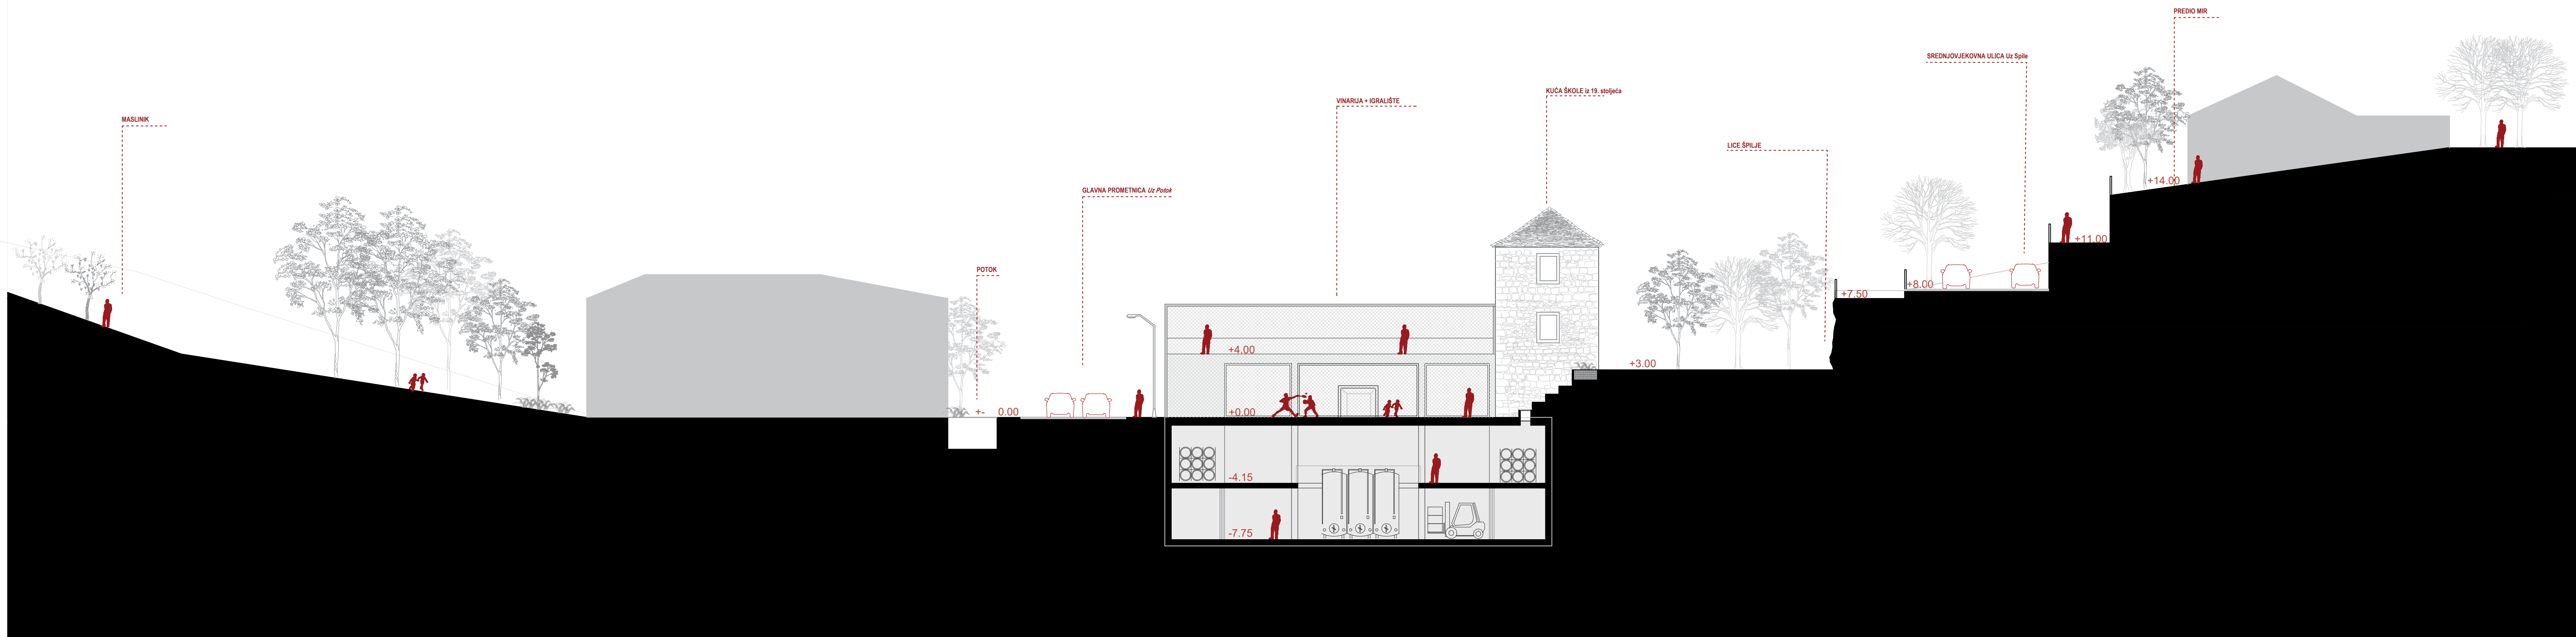 PREDIO MIR
SREDNJOVJEKOVNA ULICA Uz Spile
KUĆA ŠKOLE iz 19. stoljeća
VINARIJA + IGRALIŠTE
MASLINIK
LICE ŠPILJE
+14.00
GLAVNA PROMETNICA Uz Potok
+11.00
POTOK
+8.00
+7.50
+4.00
+3.00
+- 0.00
+0.00
-4.15
-7.75